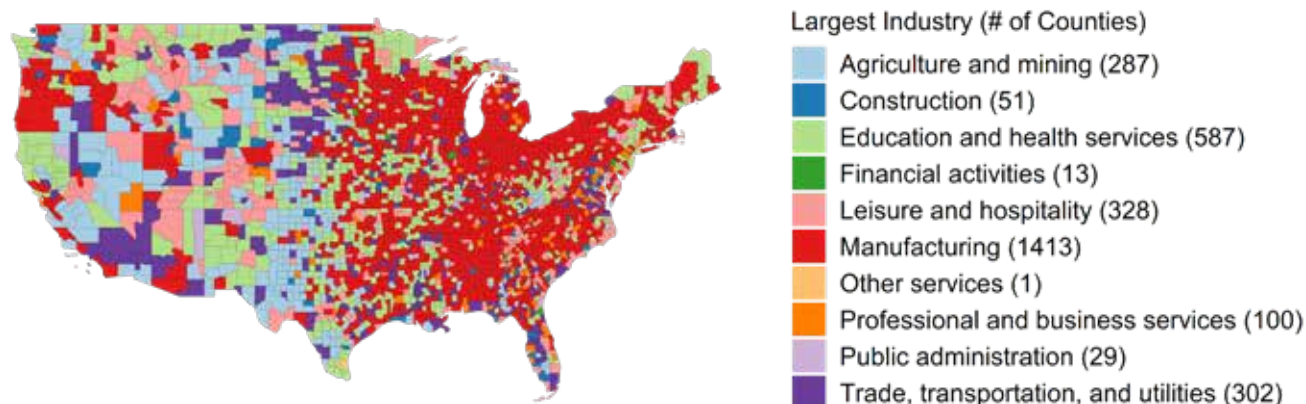 Largest Industry (# of Counties)
Agriculture and mining (287)
Construction (51)
Education and health services (587)
Financial activities (13)
Leisure and hospitality (328)
Manufacturing (1413)
Other services (1)
Professional and business services (100)
Public administration (29)
Trade, transportation, and utilities (302)